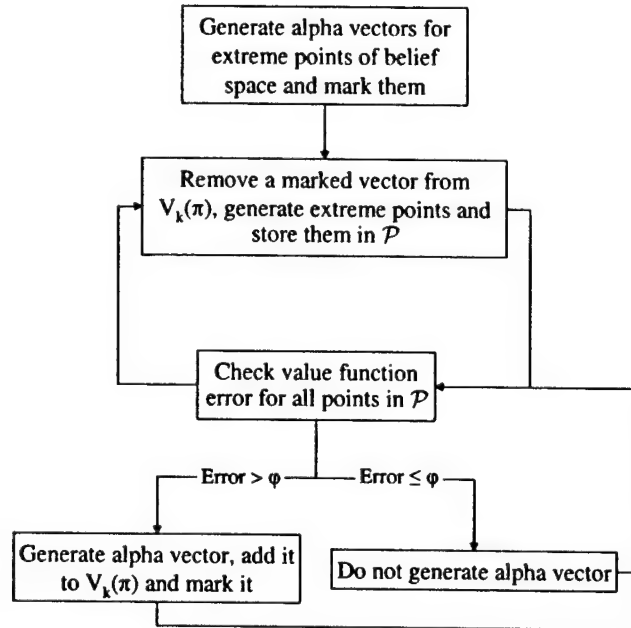 Generate alpha vectors for
extreme points of belief
space and mark them
Remove a marked vector from
V_k(π), generate extreme points and
store them in 𝒫
Check value function
error for all points in 𝒫
Error > φ
Error ≤ φ
Generate alpha vector, add it
to V_k(π) and mark it
Do not generate alpha vector